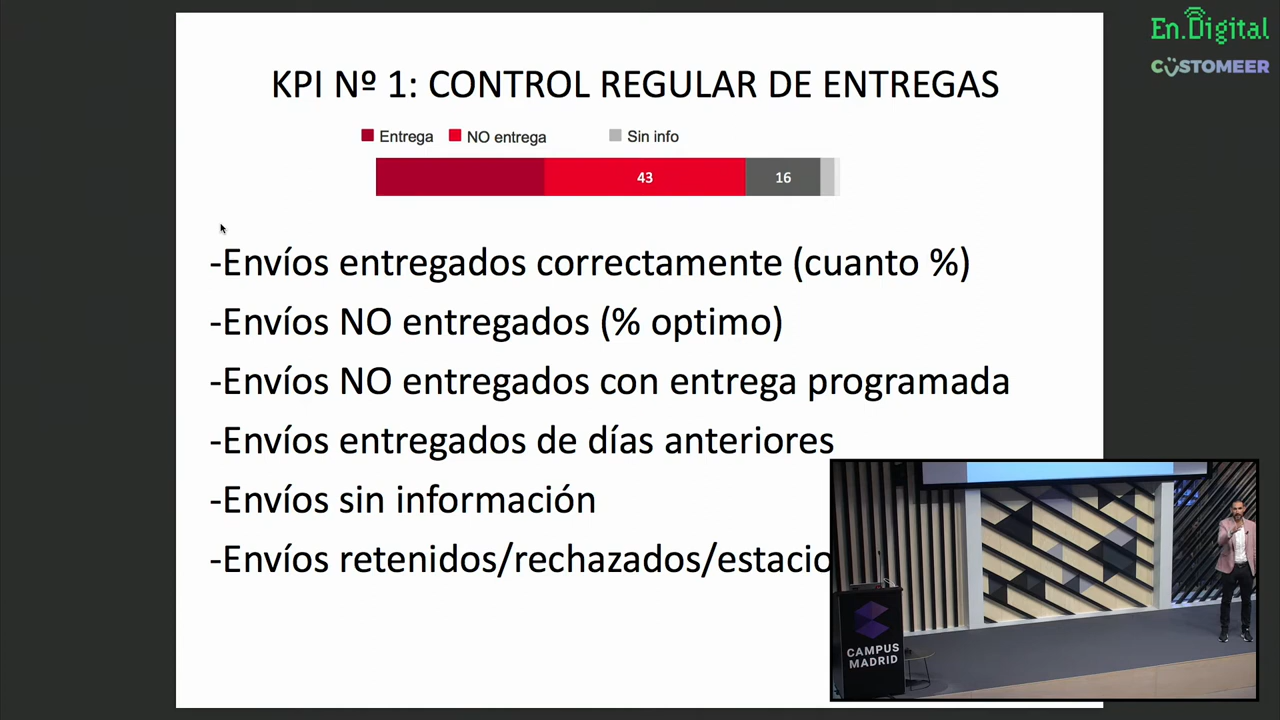 En.Digital
CUSTOMEER
KPI Nº 1: CONTROL REGULAR DE ENTREGAS
Entrega NO entrega Sin info
43 16
-Envíos entregados correctamente (cuanto %)
-Envíos NO entregados (% optimo)
-Envíos NO entregados con entrega programada
-Envíos entregados de días anteriores
-Envíos sin información
-Envíos retenidos/rechazados/estacio
CAMPUS
MADRID